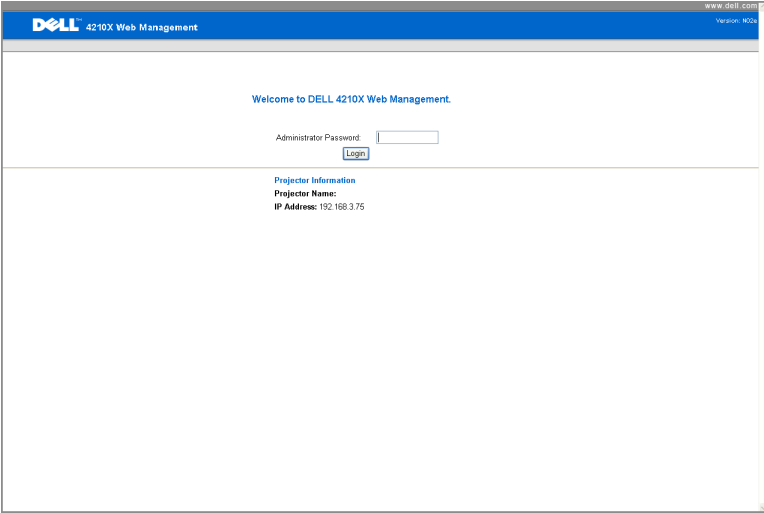 www.dell.com
DELL™ 4210X Web Management
Version: N02e
Welcome to DELL 4210X Web Management.
Administrator Password:
Login
Projector Information
Projector Name:
IP Address: 192.168.3.75